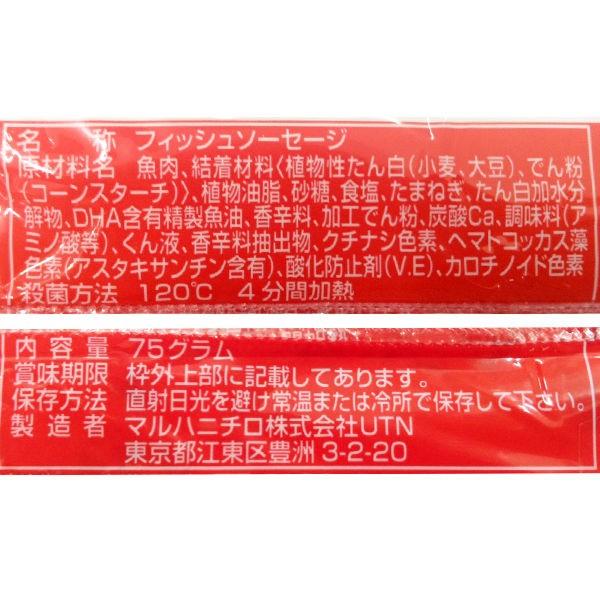 名称 フィッシュソーセージ
原材料名 魚肉、結着材料〈植物性たん白(小麦、大豆)、でん粉
(コーンスターチ)〉、植物油脂、砂糖、食塩、たまねぎ、たん白加水分
解物、DHA含有精製魚油、香辛料、加工でん粉、炭酸Ca、調味料(ア
ミノ酸等)、くん液、香辛料抽出物、クチナシ色素、ヘマトコッカス藻
色素(アスタキサンチン含有)、酸化防止剤(V.E)、カロチノイド色素
殺菌方法 120℃ 4分間加熱
内容量 75グラム
賞味期限 枠外上部に記載してあります。
保存方法 直射日光を避け常温または冷所で保存して下さい。
製造者 マルハニチロ株式会社UTN
東京都江東区豊洲3-2-20